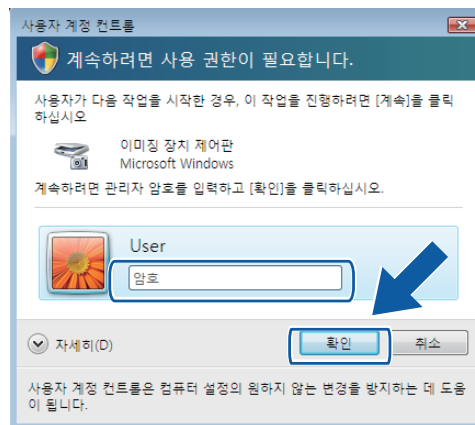 사용자 계정 컨트롤
계속하려면 사용 권한이 필요합니다.
사용자가 다음 작업을 시작한 경우, 이 작업을 진행하려면 [계속]을 클릭
하십시오
이미징 장치 제어판
Microsoft Windows
계속하려면 관리자 암호를 입력하고 [확인]을 클릭하십시오.
User
암호
자세히(D)
확인
취소
사용자 계정 컨트롤은 컴퓨터 설정의 원하지 않는 변경을 방지하는 데 도움
이 됩니다.